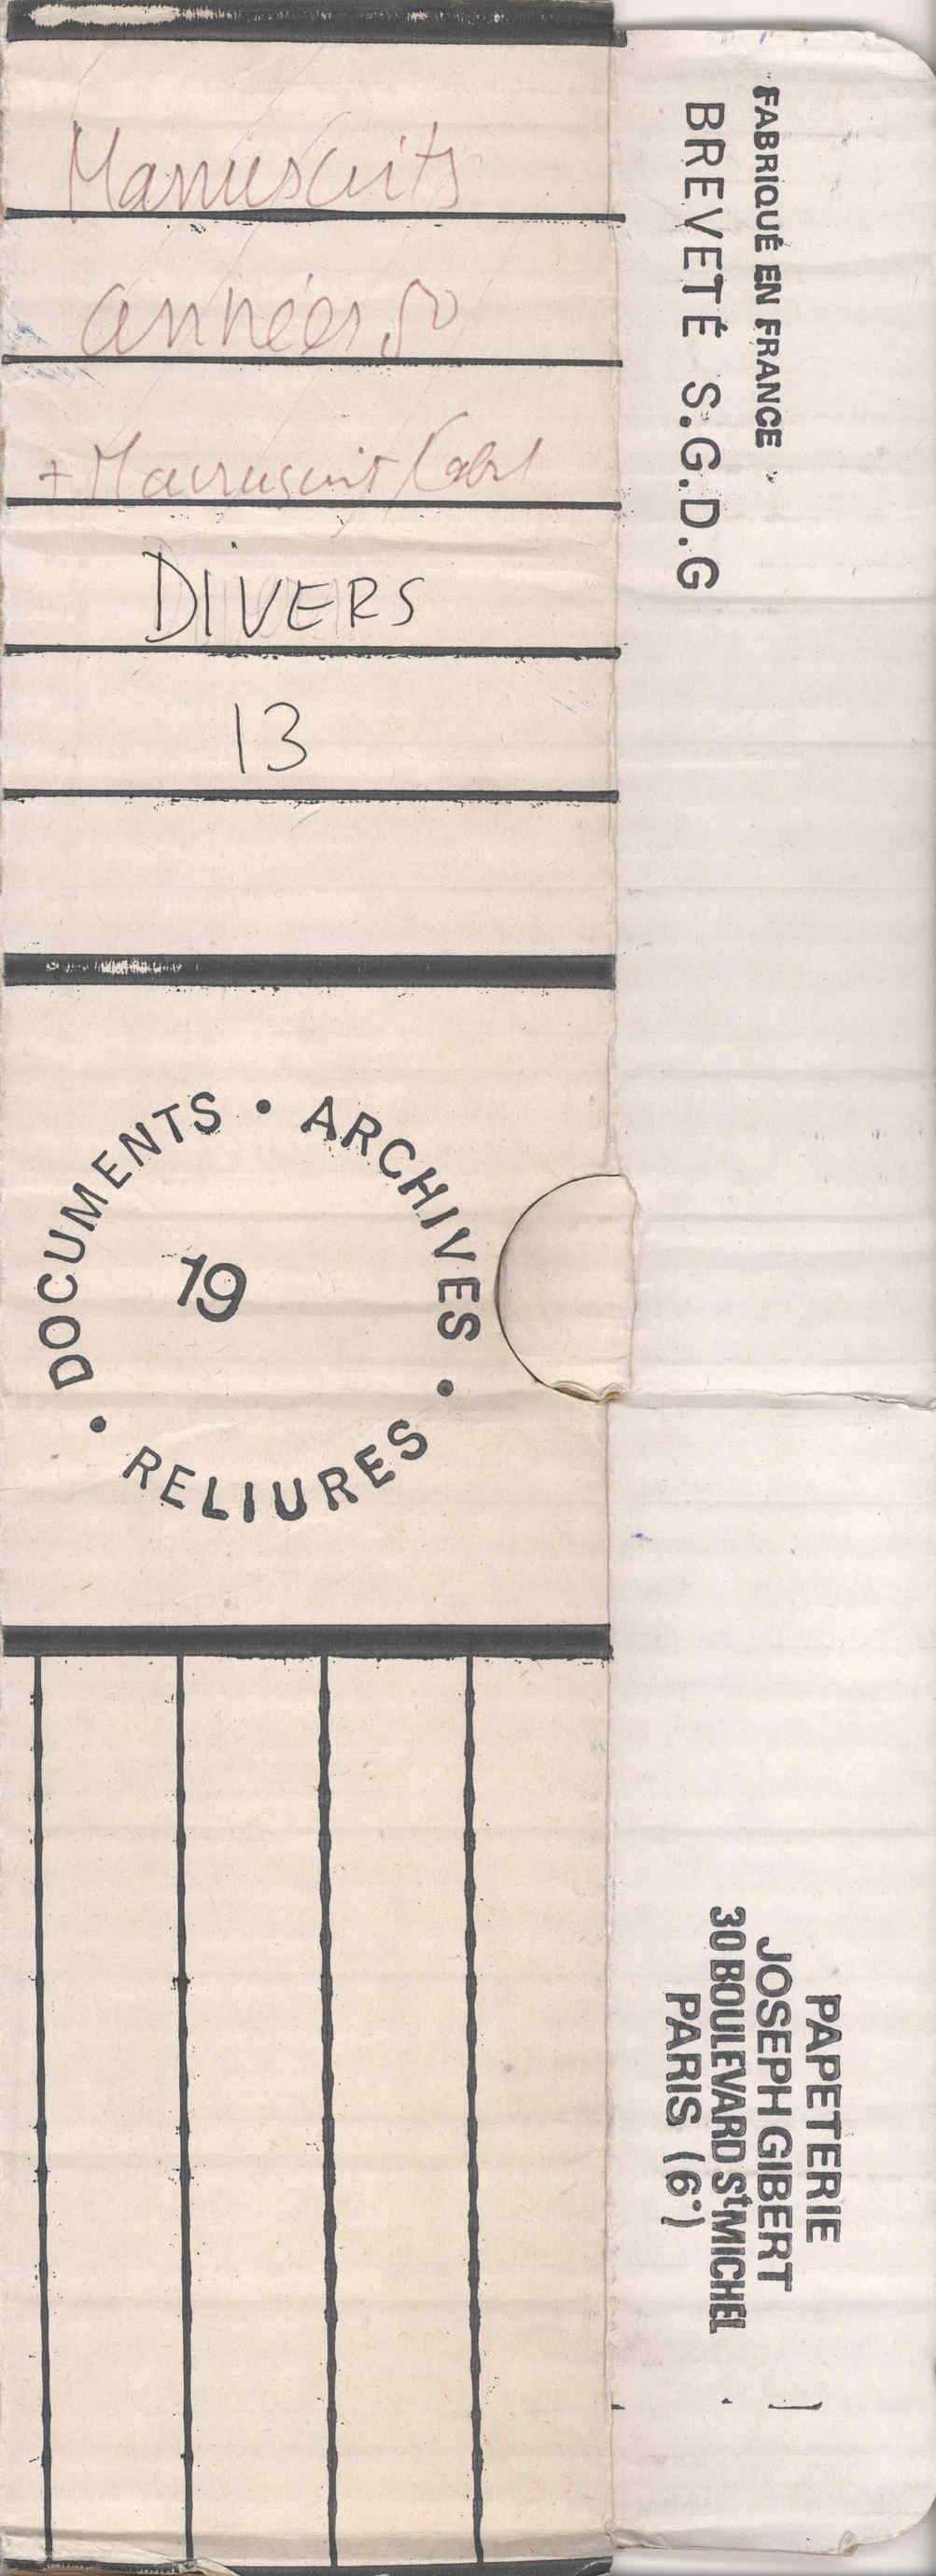 Manuscrits
années 50
+ Manuscrit
DIVERS
13
DOCUMENTS • ARCHIVES • RELIURES •
19
FABRIQUÉ EN FRANCE
BREVETÉ S.G.D.G
PAPETERIE
JOSEPH GIBERT
30 BOULEVARD St MICHEL
PARIS (6°)